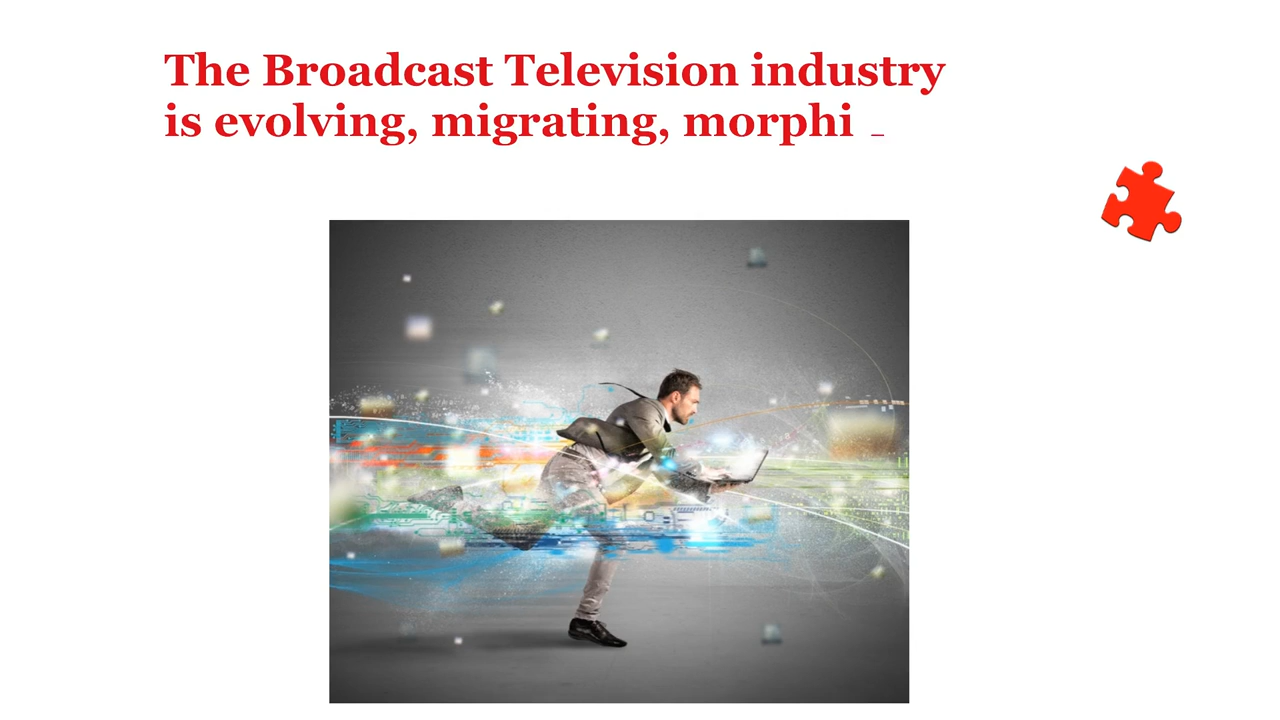 The Broadcast Television industry
is evolving, migrating, morphi _